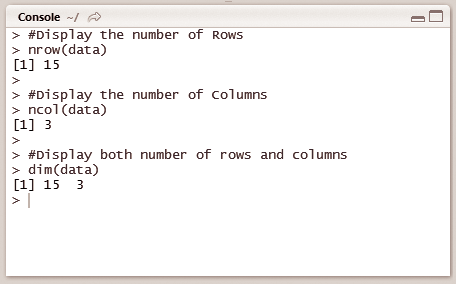 Console ~/
> #Display the number of Rows
> nrow(data)
[1] 15
>
> #Display the number of Columns
> ncol(data)
[1] 3
>
> #Display both number of rows and columns
> dim(data)
[1] 15  3
>